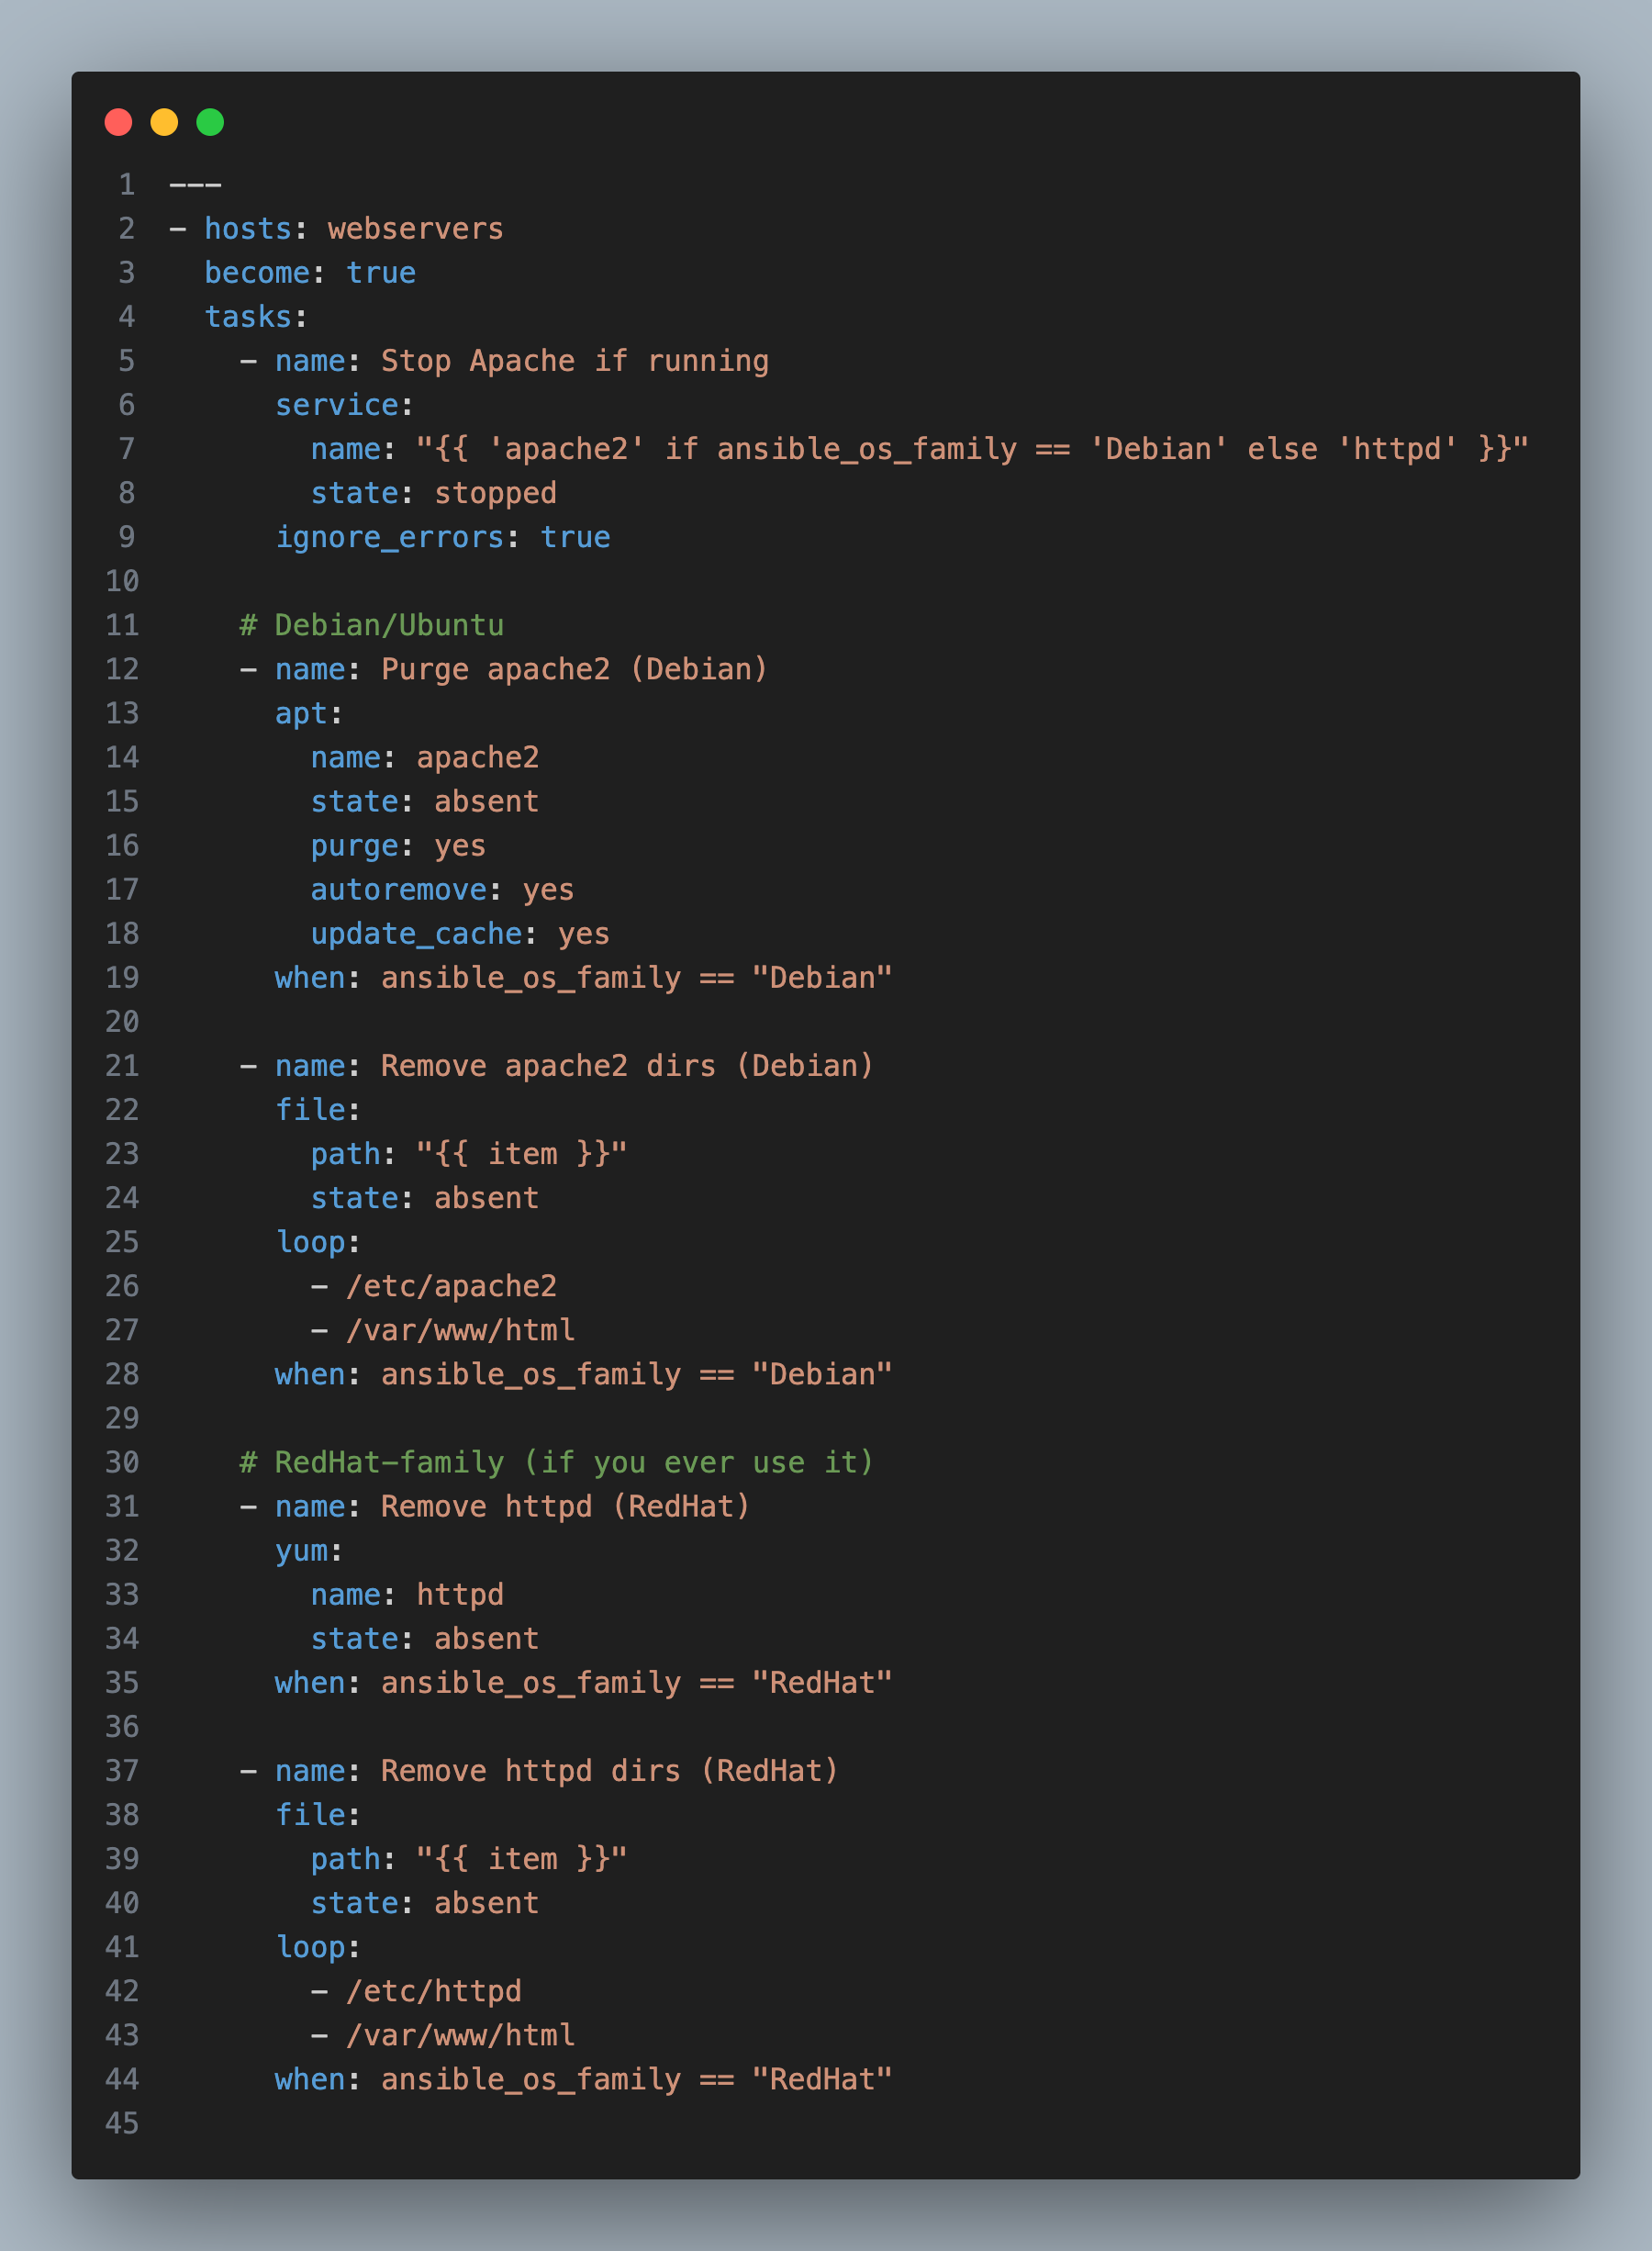 1 ---
2 - hosts: webservers
3   become: true
4   tasks:
5     - name: Stop Apache if running
6       service:
7         name: "{{ 'apache2' if ansible_os_family == 'Debian' else 'httpd' }}"
8         state: stopped
9       ignore_errors: true
10
11     # Debian/Ubuntu
12     - name: Purge apache2 (Debian)
13       apt:
14         name: apache2
15         state: absent
16         purge: yes
17         autoremove: yes
18         update_cache: yes
19       when: ansible_os_family == "Debian"
20
21     - name: Remove apache2 dirs (Debian)
22       file:
23         path: "{{ item }}"
24         state: absent
25       loop:
26         - /etc/apache2
27         - /var/www/html
28       when: ansible_os_family == "Debian"
29
30     # RedHat-family (if you ever use it)
31     - name: Remove httpd (RedHat)
32       yum:
33         name: httpd
34         state: absent
35       when: ansible_os_family == "RedHat"
36
37     - name: Remove httpd dirs (RedHat)
38       file:
39         path: "{{ item }}"
40         state: absent
41       loop:
42         - /etc/httpd
43         - /var/www/html
44       when: ansible_os_family == "RedHat"
45